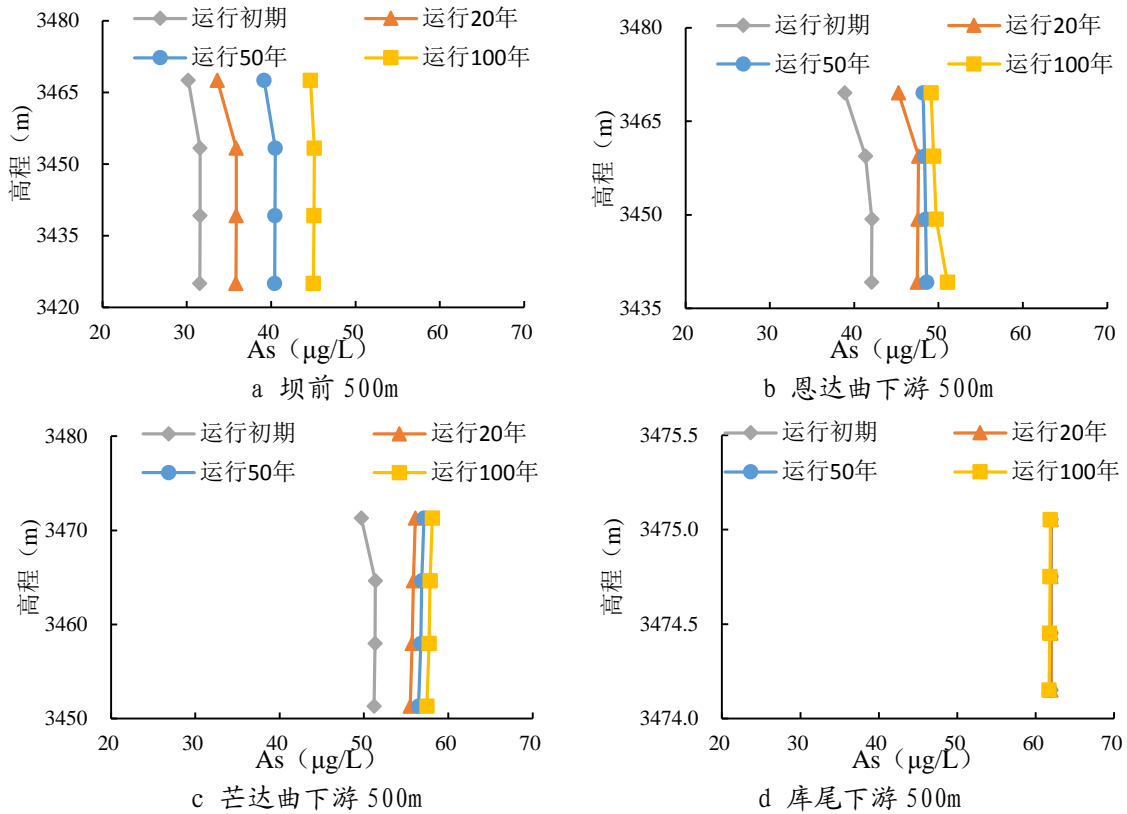 运行初期 运行20年
运行50年 运行100年
3480
3465
3450
3435
3420
高程（m）
20 30 40 50 60 70
As（μg/L）
a 坝前 500m
运行初期 运行20年
运行50年 运行100年
3480
3465
3450
3435
高程（m）
20 30 40 50 60 70
As（μg/L）
b 恩达曲下游 500m
运行初期 运行20年
运行50年 运行100年
3480
3470
3460
3450
高程（m）
20 30 40 50 60 70
As（μg/L）
c 芒达曲下游 500m
运行初期 运行20年
运行50年 运行100年
3475.5
3475.0
3474.5
3474.0
高程（m）
20 30 40 50 60 70
As（μg/L）
d 库尾下游 500m